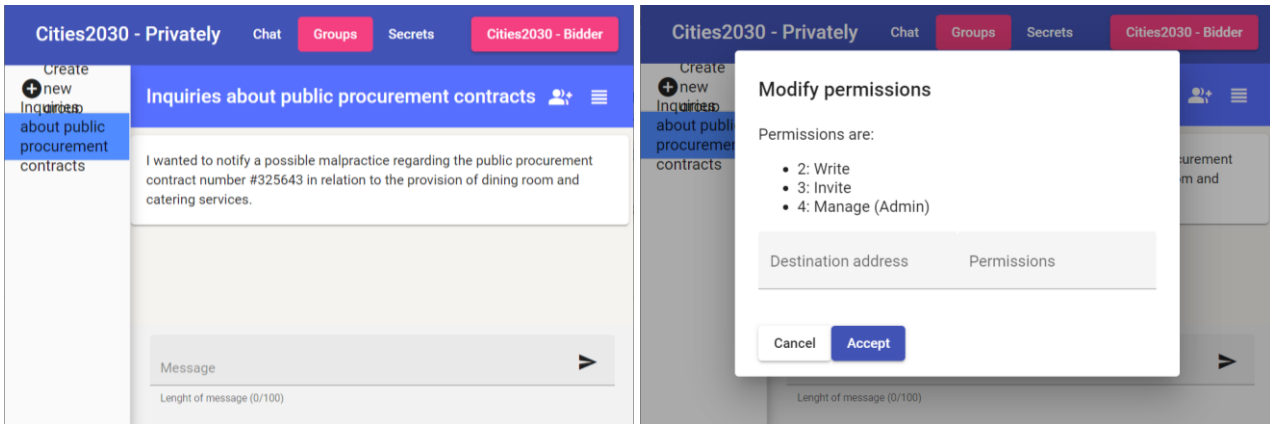 Cities2030 - Privately Chat Groups Secrets Cities2030 - Bidder
Create
new
group
Inquiries
about public
procurement
contracts
Inquiries about public procurement contracts
I wanted to notify a possible malpractice regarding the public procurement
contract number #325643 in relation to the provision of dining room and
catering services.
Message
Lenght of message (0/100)
Cities2030 - Privately Chat Groups Secrets Cities2030 - Bidder
Create
new
group
Inquiries
about publi
procuremer
contracts
Modify permissions
Permissions are:
2: Write
3: Invite
4: Manage (Admin)
Destination address Permissions
Cancel Accept
curement
m and
Lenght of message (0/100)